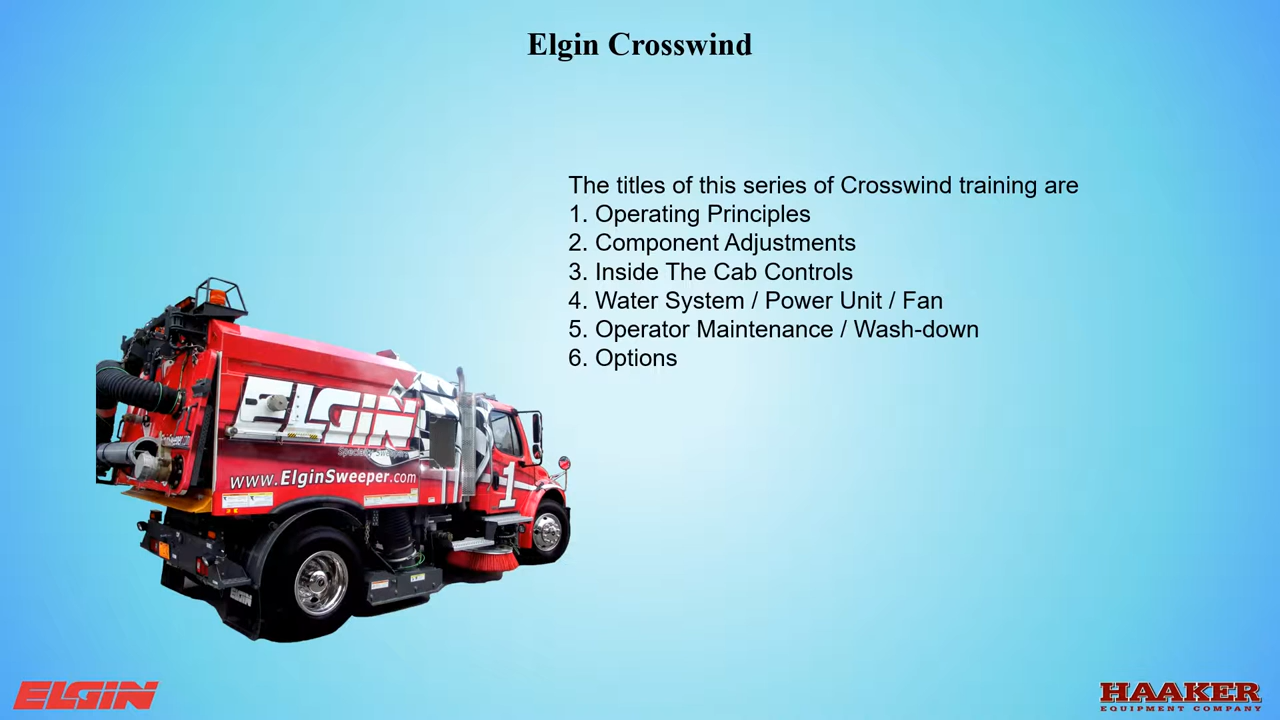 Elgin Crosswind
The titles of this series of Crosswind training are
1. Operating Principles
2. Component Adjustments
3. Inside The Cab Controls
4. Water System / Power Unit / Fan
5. Operator Maintenance / Wash-down
6. Options
ELGIN
www.ElginSweeper.com
1
ELGIN
HAAKER
EQUIPMENT COMPANY